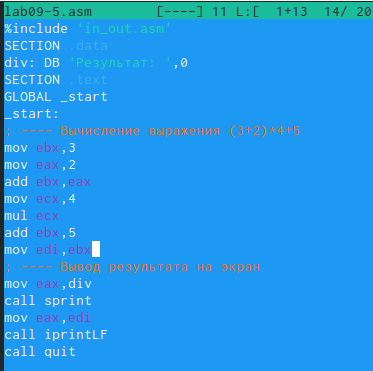 lab09-5.asm [----] 11 L:[ 1+13 14/ 20
%include 'in_out.asm'
SECTION .data
div: DB 'Результат: ',0
SECTION .text
GLOBAL _start
_start:
; ---- Вычисление выражения (3+2)*4+5
mov ebx,3
mov eax,2
add ebx,eax
mov ecx,4
mul ecx
add ebx,5
mov edi,ebx
; ---- Вывод результата на экран
mov eax,div
call sprint
mov eax,edi
call iprintLF
call quit